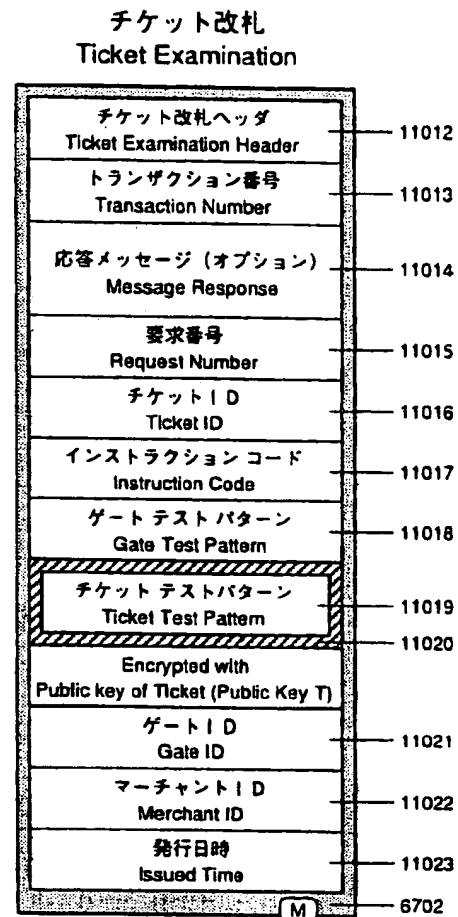 チケット改札
Ticket Examination
チケット改札ヘッダ
Ticket Examination Header
11012
トランザクション番号
Transaction Number
11013
応答メッセージ (オプション)
Message Response
11014
要求番号
Request Number
11015
チケットID
Ticket ID
11016
インストラクション コード
Instruction Code
11017
ゲート テスト パターン
Gate Test Pattern
11018
チケット テストパターン
Ticket Test Pattern
11019
11020
Encrypted with
Public key of Ticket (Public Key T)
ゲートID
Gate ID
11021
マーチャントID
Merchant ID
11022
発行日時
Issued Time
11023
M
6702